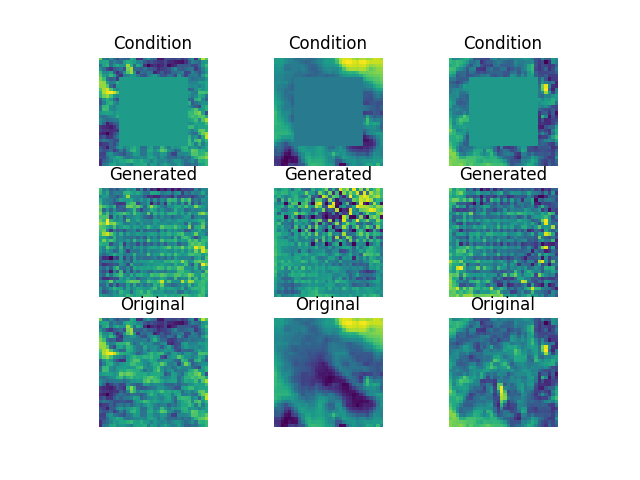 Condition Condition Condition
Generated Generated Generated
Original Original Original